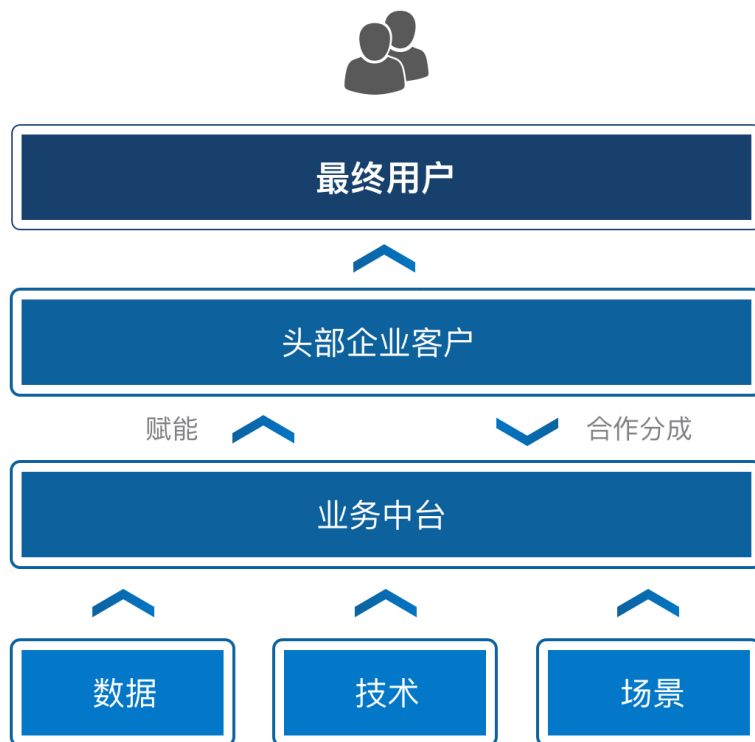 最终用户
头部企业客户
赋能 合作分成
业务中台
数据 技术 场景